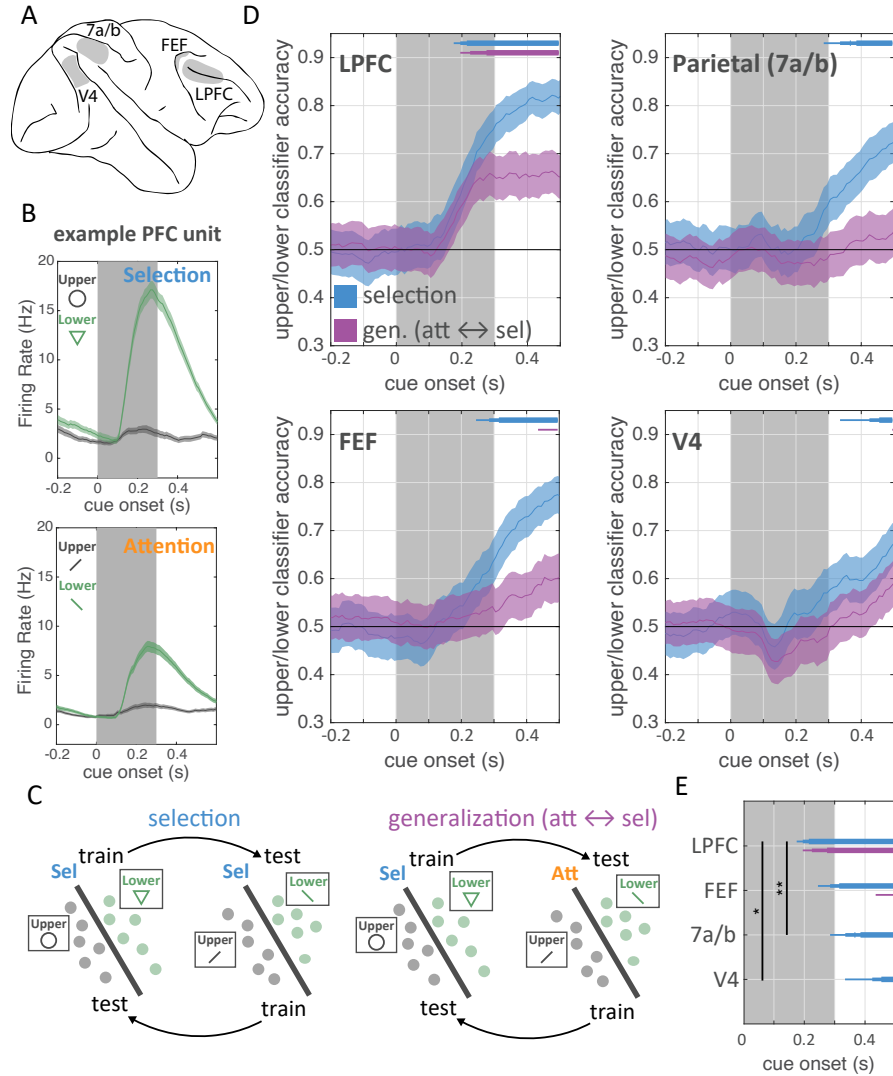 A
7a/b
FEF
V4
LPFC
B
example PFC unit
20
15
10
5
0
Firing Rate (Hz)
Upper
Selection
Lower
-0.2
0
0.2
0.4
cue onset (s)
20
15
10
5
0
Firing Rate (Hz)
Upper
Attention
Lower
-0.2
0
0.2
0.4
cue onset (s)
D
LPFC
0.9
0.8
0.7
0.6
0.5
0.4
0.3
upper/lower classifier accuracy
selection
gen. (att ↔ sel)
-0.2
0
0.2
0.4
cue onset (s)
Parietal (7a/b)
0.9
0.8
0.7
0.6
0.5
0.4
0.3
upper/lower classifier accuracy
-0.2
0
0.2
0.4
cue onset (s)
FEF
0.9
0.8
0.7
0.6
0.5
0.4
0.3
upper/lower classifier accuracy
-0.2
0
0.2
0.4
cue onset (s)
V4
0.9
0.8
0.7
0.6
0.5
0.4
0.3
upper/lower classifier accuracy
-0.2
0
0.2
0.4
cue onset (s)
C
selection
train
test
Sel
Sel
Lower
Lower
Upper
Upper
test
train
generalization (att ↔ sel)
train
test
Sel
Att
Lower
Lower
Upper
Upper
test
train
E
LPFC
FEF
7a/b
V4
*
**
0
0.2
0.4
cue onset (s)